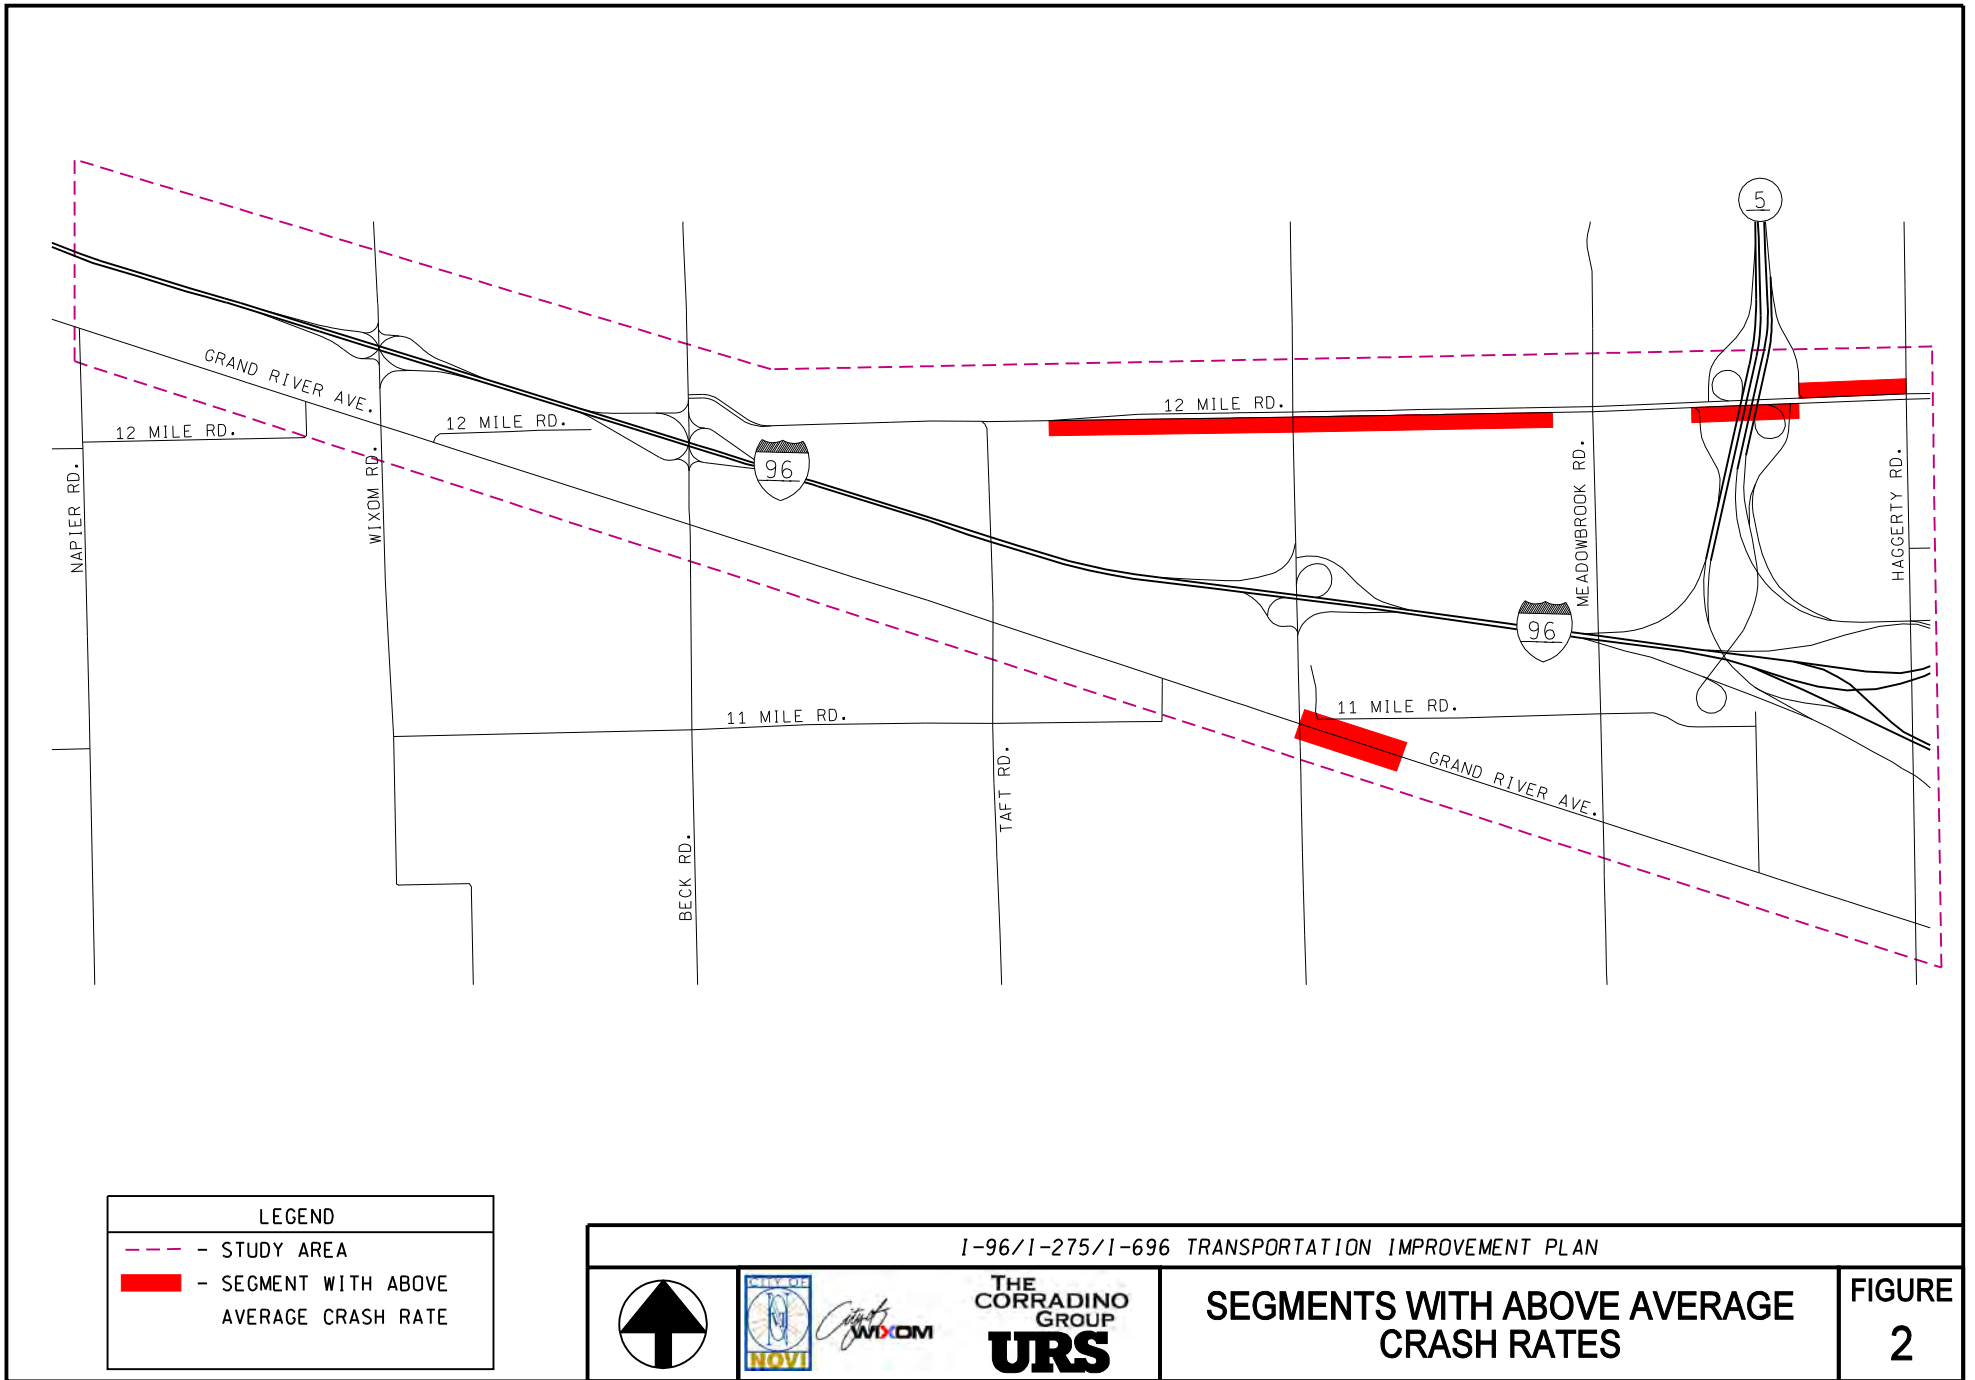 5
GRAND RIVER AVE.
12 MILE RD.
12 MILE RD.
12 MILE RD.
96
NAPIER RD.
WIXOM RD.
MEADOWBROOK RD.
HAGGERTY RD.
96
11 MILE RD.
11 MILE RD.
GRAND RIVER AVE.
TAFT RD.
BECK RD.
LEGEND
- STUDY AREA
- SEGMENT WITH ABOVE
AVERAGE CRASH RATE
I-96/I-275/I-696 TRANSPORTATION IMPROVEMENT PLAN
CITY OF
NOVI
City of
WIXOM
THE
CORRADINO
GROUP
URS
SEGMENTS WITH ABOVE AVERAGE
CRASH RATES
FIGURE
2